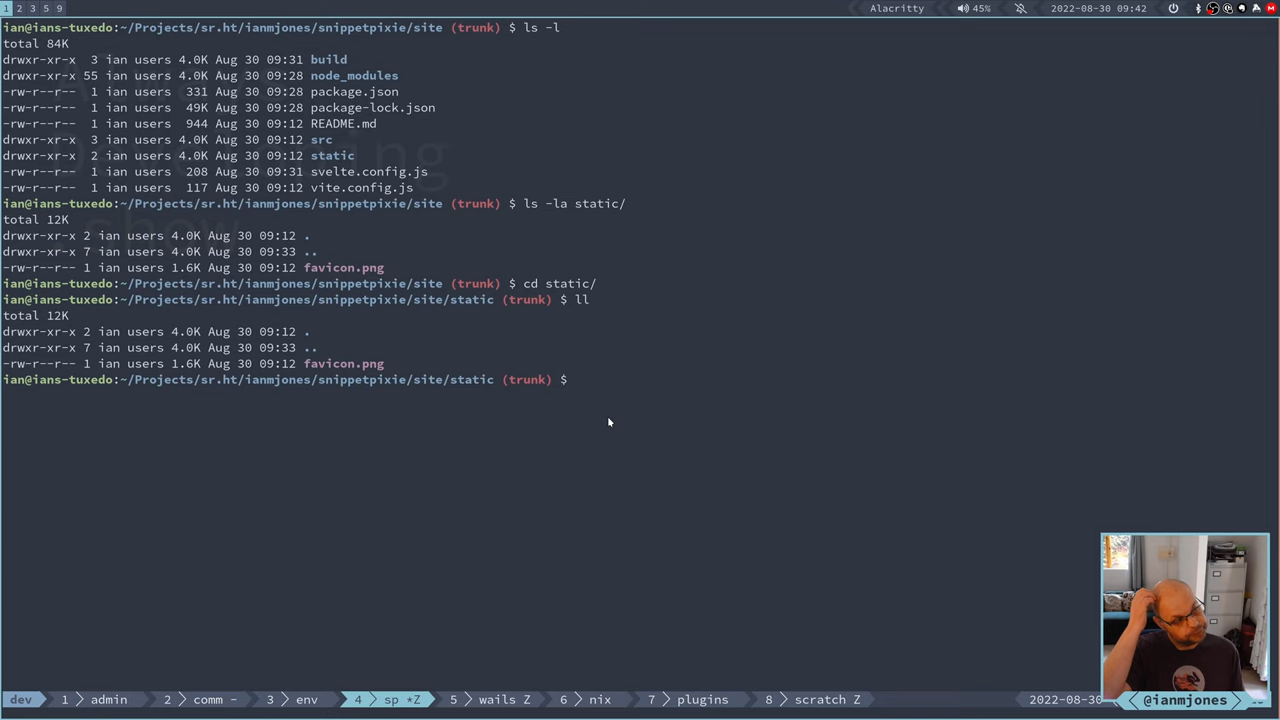 1 2 3 5 9 Alacritty 45% 2022-08-30 09:42
ian@ians-tuxedo:~/Projects/sr.ht/ianmjones/snippetpixie/site (trunk) $ ls -l
total 84K
drwxr-xr-x  3 ian users 4.0K Aug 30 09:31 build
drwxr-xr-x 55 ian users 4.0K Aug 30 09:28 node_modules
-rw-r--r--  1 ian users  331 Aug 30 09:28 package.json
-rw-r--r--  1 ian users  49K Aug 30 09:28 package-lock.json
-rw-r--r--  1 ian users  944 Aug 30 09:12 README.md
drwxr-xr-x  3 ian users 4.0K Aug 30 09:12 src
drwxr-xr-x  2 ian users 4.0K Aug 30 09:12 static
-rw-r--r--  1 ian users  208 Aug 30 09:31 svelte.config.js
-rw-r--r--  1 ian users  117 Aug 30 09:12 vite.config.js
ian@ians-tuxedo:~/Projects/sr.ht/ianmjones/snippetpixie/site (trunk) $ ls -la static/
total 12K
drwxr-xr-x 2 ian users 4.0K Aug 30 09:12 .
drwxr-xr-x 7 ian users 4.0K Aug 30 09:33 ..
-rw-r--r-- 1 ian users 1.6K Aug 30 09:12 favicon.png
ian@ians-tuxedo:~/Projects/sr.ht/ianmjones/snippetpixie/site (trunk) $ cd static/
ian@ians-tuxedo:~/Projects/sr.ht/ianmjones/snippetpixie/site/static (trunk) $ ll
total 12K
drwxr-xr-x 2 ian users 4.0K Aug 30 09:12 .
drwxr-xr-x 7 ian users 4.0K Aug 30 09:33 ..
-rw-r--r-- 1 ian users 1.6K Aug 30 09:12 favicon.png
ian@ians-tuxedo:~/Projects/sr.ht/ianmjones/snippetpixie/site/static (trunk) $
dev 1 admin 2 comm - 3 env 4 sp *Z 5 wails Z 6 nix 7 plugins 8 scratch Z 2022-08-30 @ianmjones